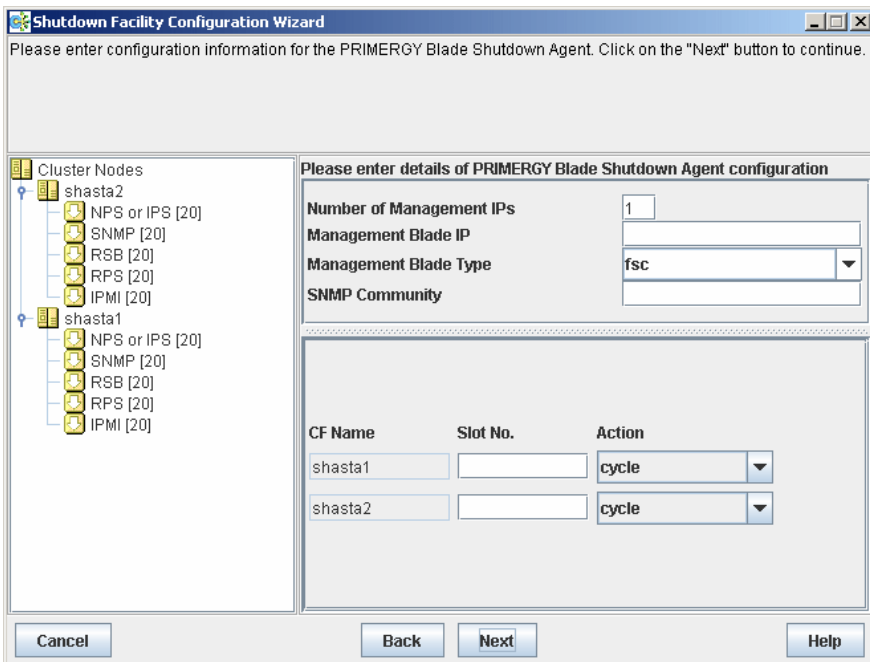 Shutdown Facility Configuration Wizard
Please enter configuration information for the PRIMERGY Blade Shutdown Agent. Click on the "Next" button to continue.
Cluster Nodes
shasta2
NPS or IPS [20]
SNMP [20]
RSB [20]
RPS [20]
IPMI [20]
shasta1
NPS or IPS [20]
SNMP [20]
RSB [20]
RPS [20]
IPMI [20]
Please enter details of PRIMERGY Blade Shutdown Agent configuration
Number of Management IPs 1
Management Blade IP
Management Blade Type fsc
SNMP Community
CF Name Slot No. Action
shasta1 cycle
shasta2 cycle
Cancel Back Next Help